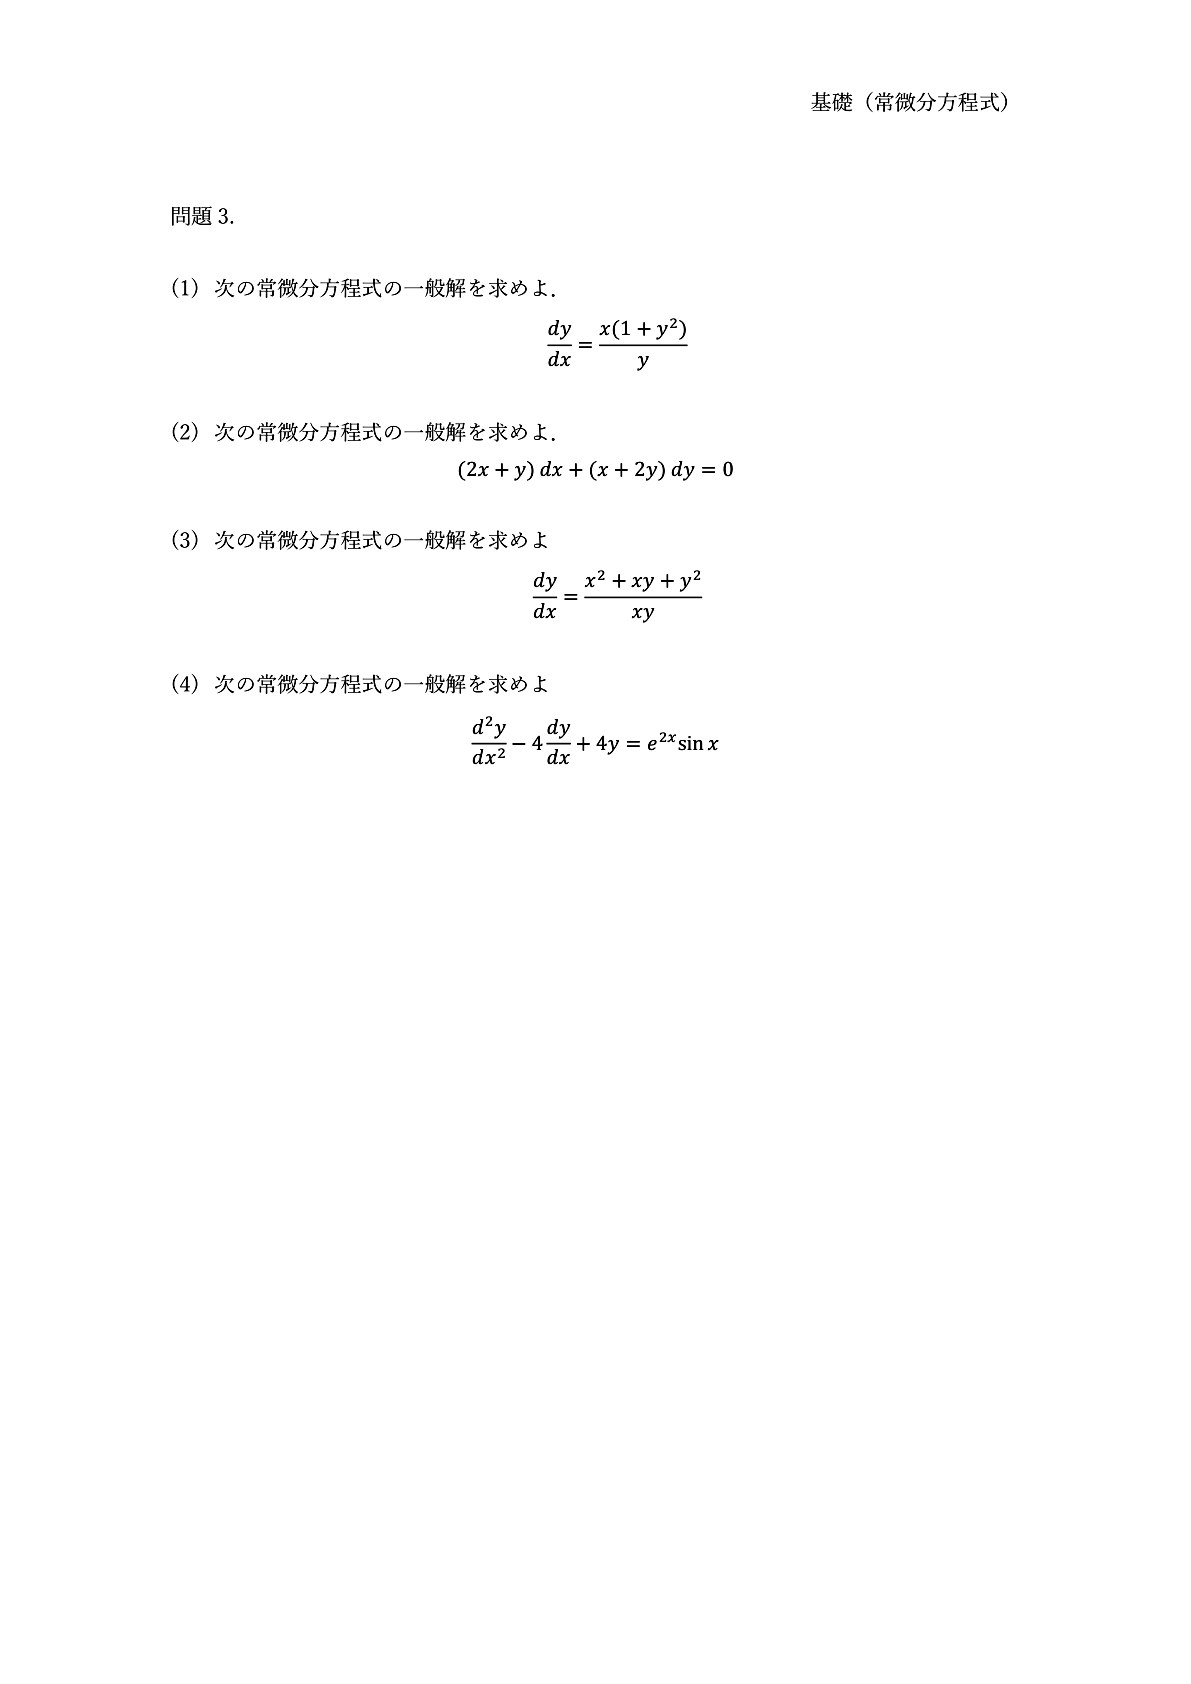 基礎（常微分方程式）
問題 3.
（1） 次の常微分方程式の一般解を求めよ．
dy/dx = x(1 + y²)/y
（2） 次の常微分方程式の一般解を求めよ．
(2x + y) dx + (x + 2y) dy = 0
（3） 次の常微分方程式の一般解を求めよ
dy/dx = (x² + xy + y²)/xy
（4） 次の常微分方程式の一般解を求めよ
d²y/dx² − 4 dy/dx + 4y = e²ˣ sin x